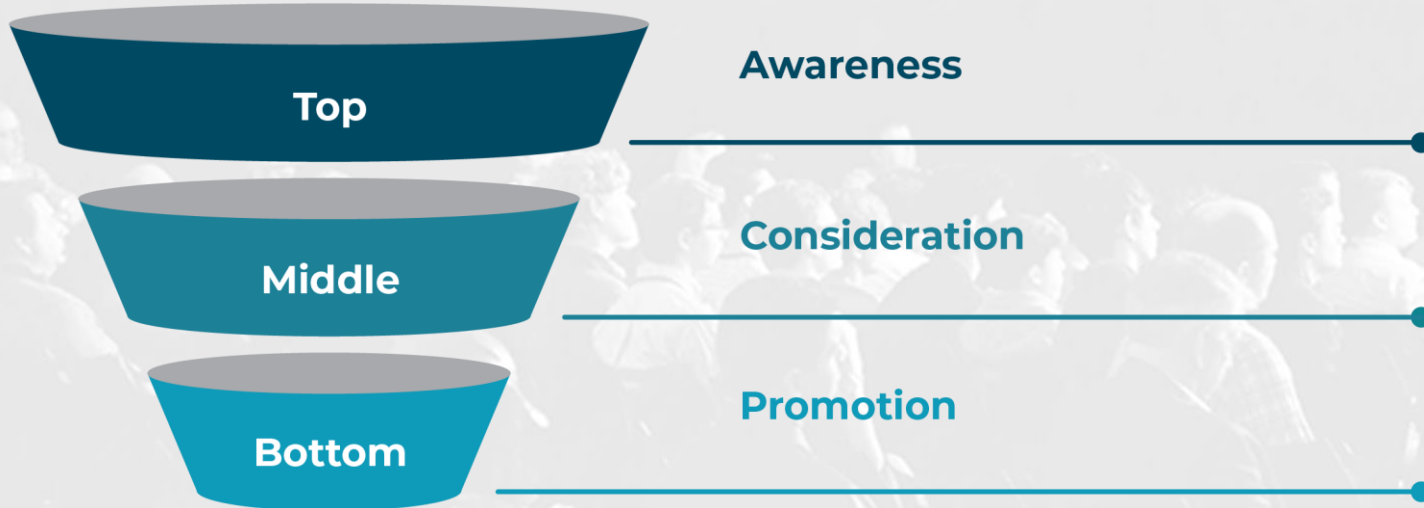 Top
Awareness
Middle
Consideration
Bottom
Promotion